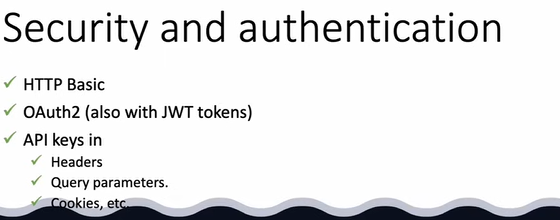 Security and authentication
HTTP Basic
OAuth2 (also with JWT tokens)
API keys in
Headers
Query parameters.
Cookies, etc.